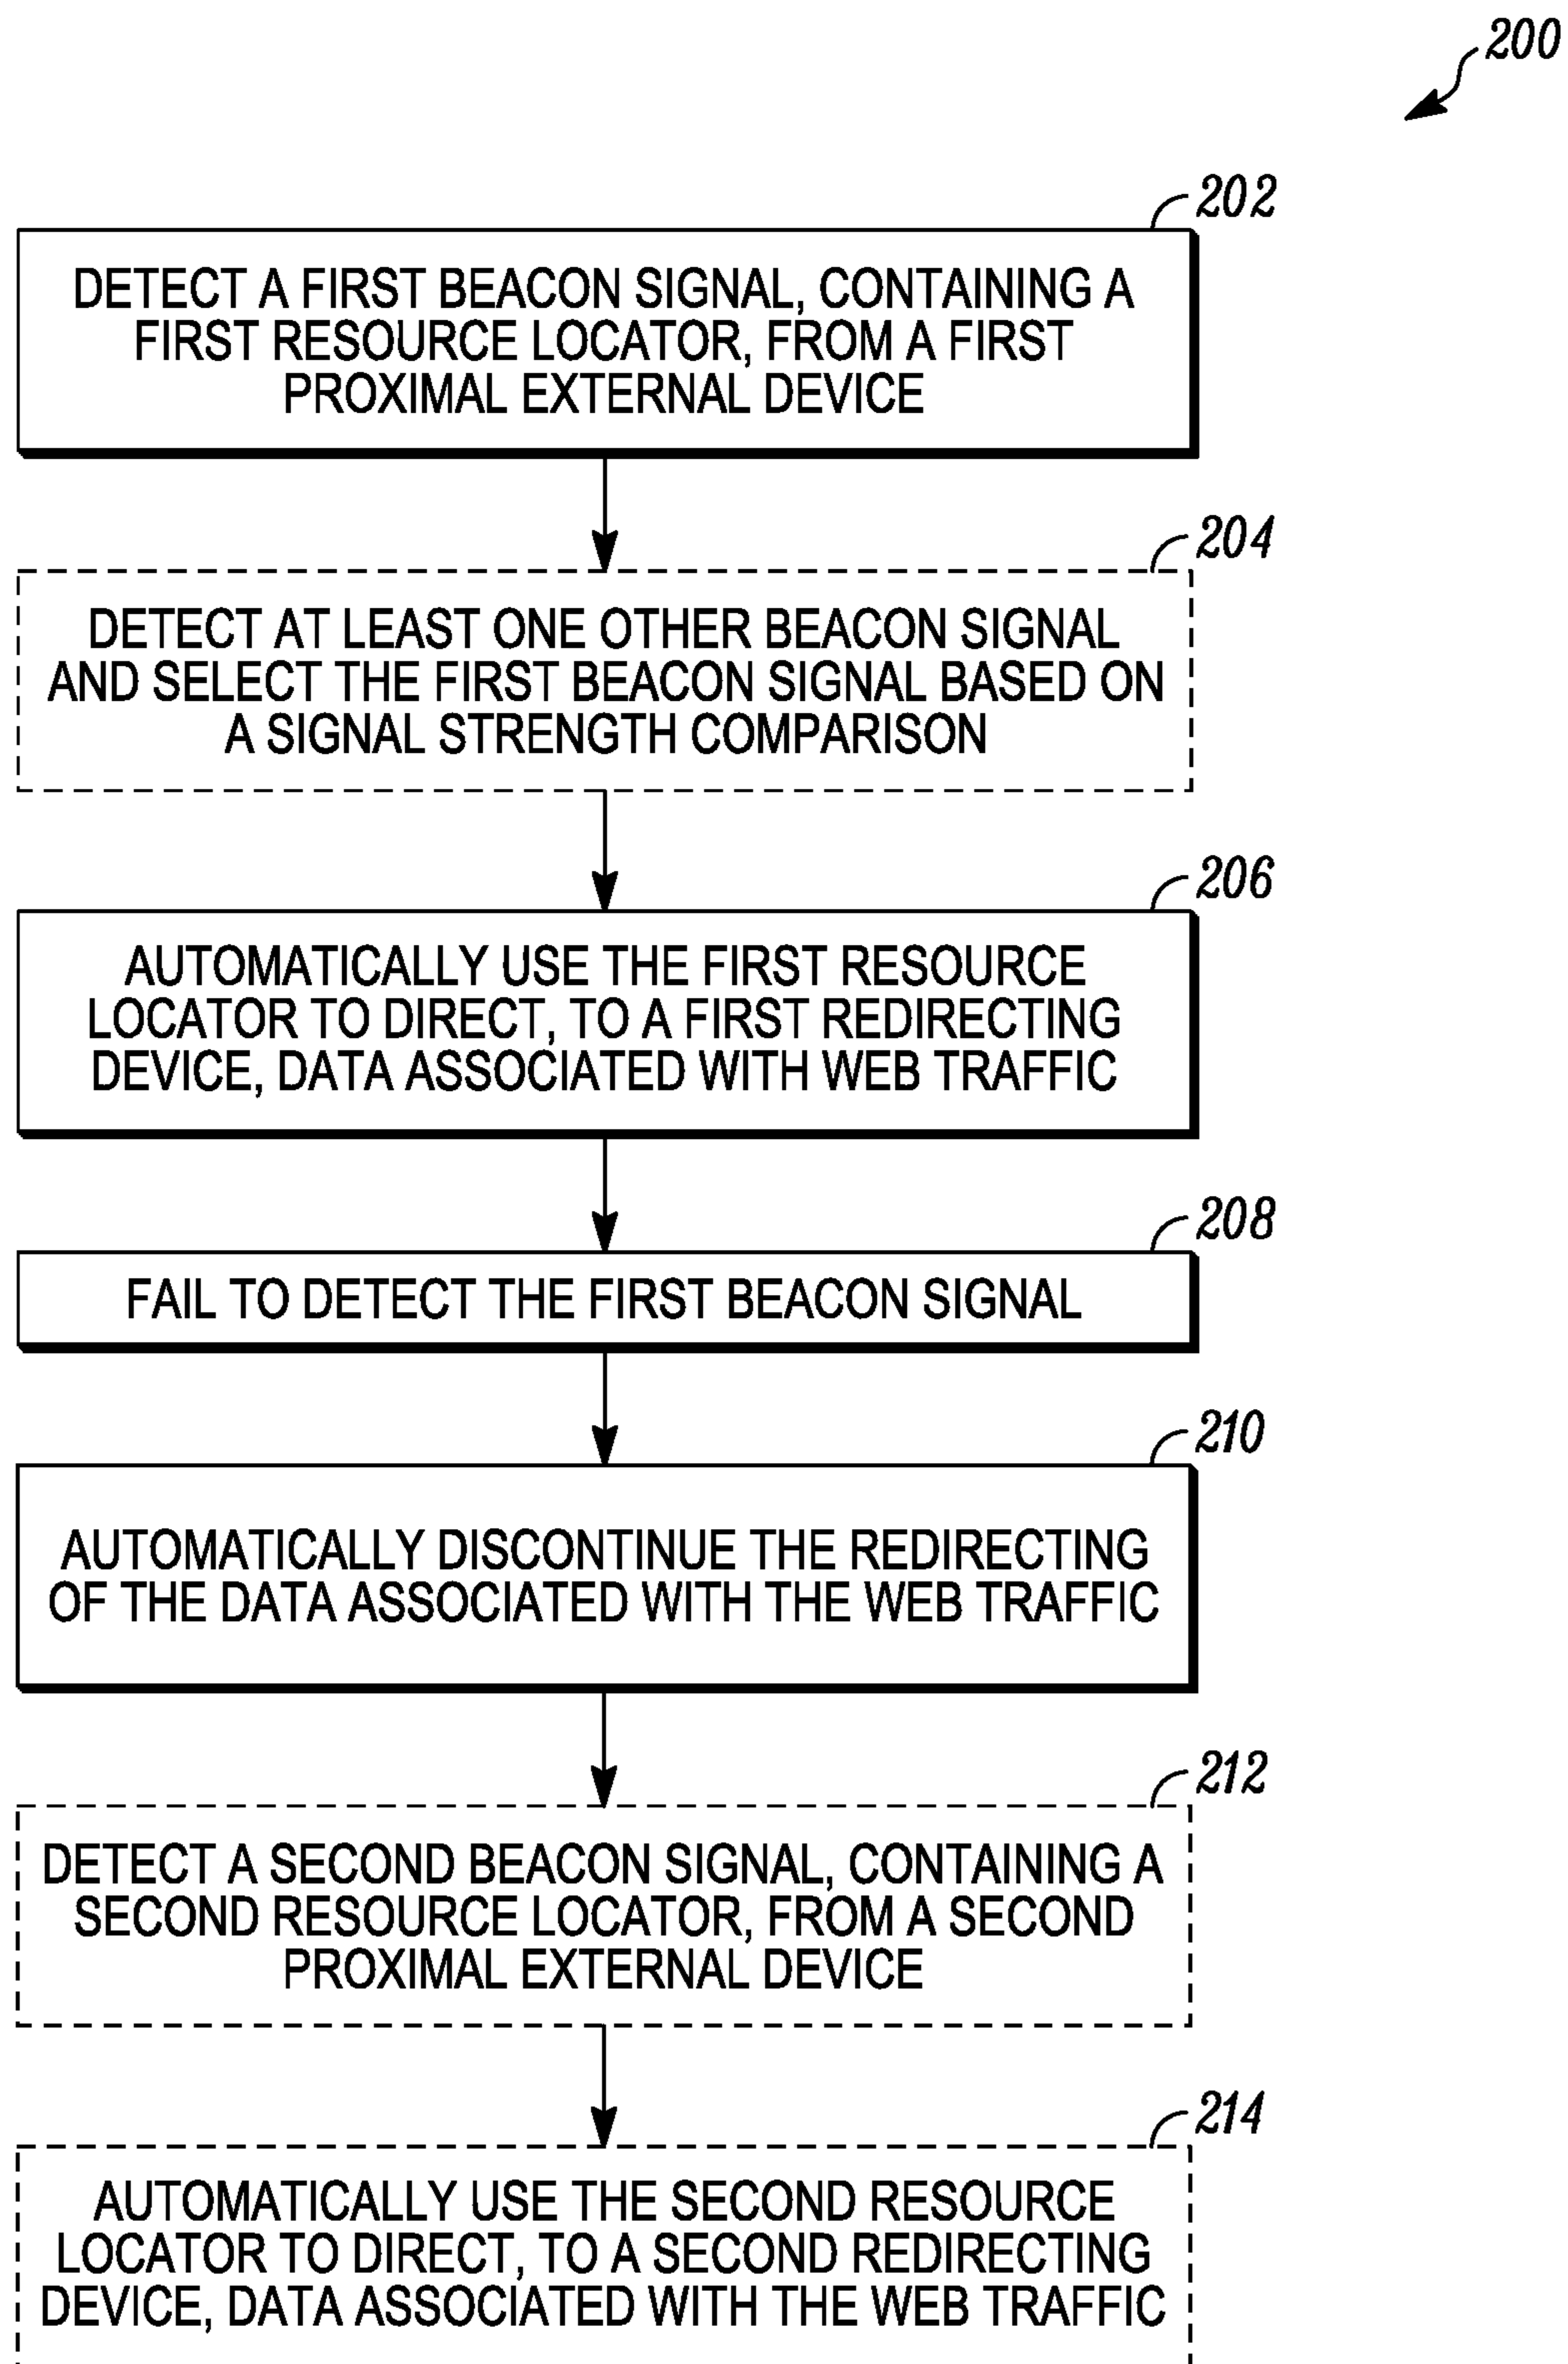 200
202
DETECT A FIRST BEACON SIGNAL, CONTAINING A
FIRST RESOURCE LOCATOR, FROM A FIRST
PROXIMAL EXTERNAL DEVICE
204
DETECT AT LEAST ONE OTHER BEACON SIGNAL
AND SELECT THE FIRST BEACON SIGNAL BASED ON
A SIGNAL STRENGTH COMPARISON
206
AUTOMATICALLY USE THE FIRST RESOURCE
LOCATOR TO DIRECT, TO A FIRST REDIRECTING
DEVICE, DATA ASSOCIATED WITH WEB TRAFFIC
208
FAIL TO DETECT THE FIRST BEACON SIGNAL
210
AUTOMATICALLY DISCONTINUE THE REDIRECTING
OF THE DATA ASSOCIATED WITH THE WEB TRAFFIC
212
DETECT A SECOND BEACON SIGNAL, CONTAINING A
SECOND RESOURCE LOCATOR, FROM A SECOND
PROXIMAL EXTERNAL DEVICE
214
AUTOMATICALLY USE THE SECOND RESOURCE
LOCATOR TO DIRECT, TO A SECOND REDIRECTING
DEVICE, DATA ASSOCIATED WITH THE WEB TRAFFIC